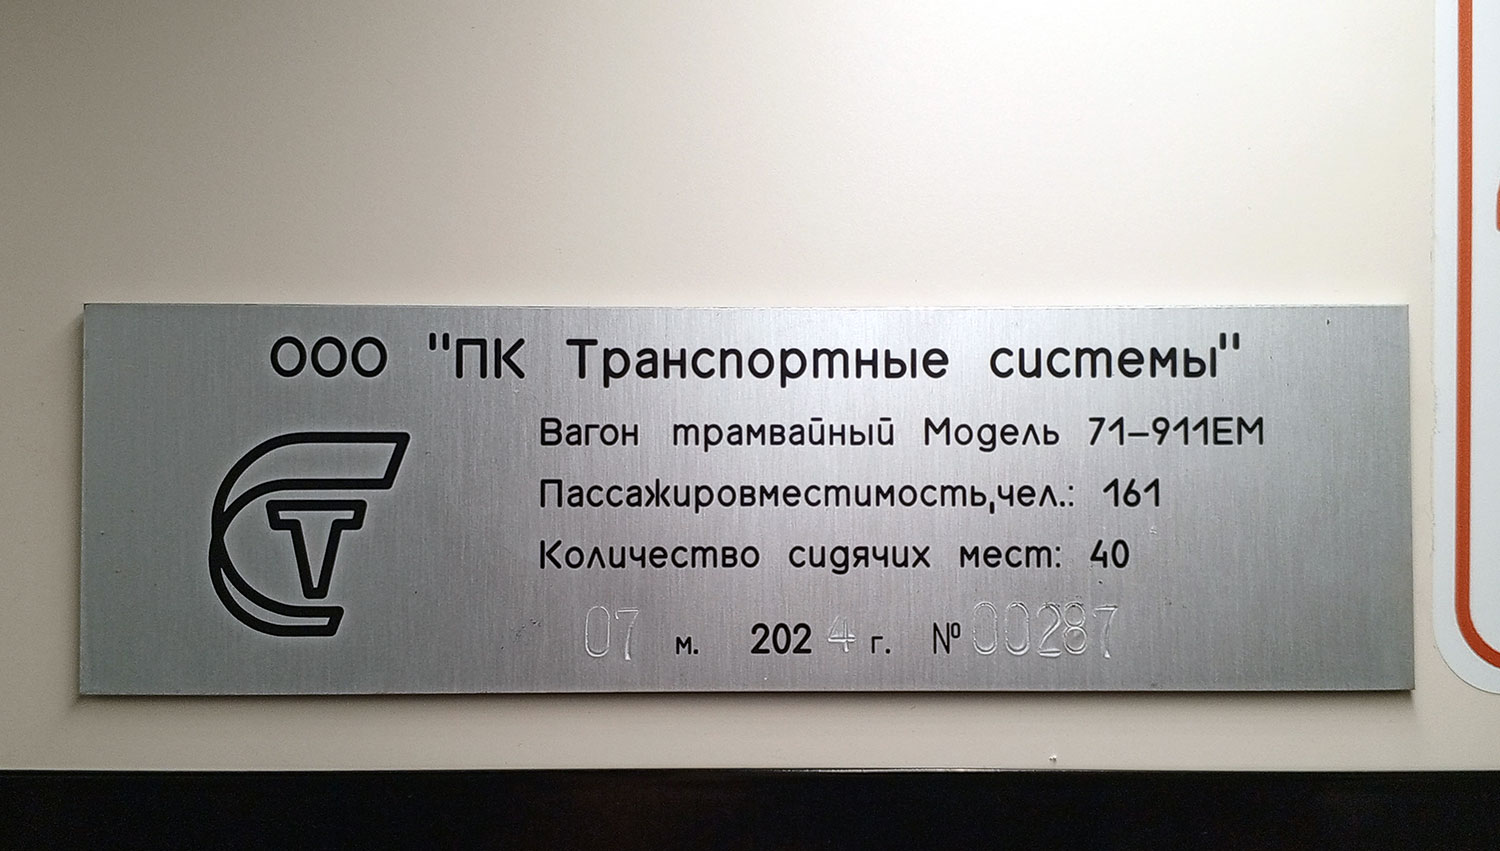 ООО "ПК Транспортные системы"
Вагон трамвайный Модель 71-911ЕМ
Пассажировместимость,чел.: 161
Количество сидячих мест: 40
07 м. 2024 г. № 00287
СТ